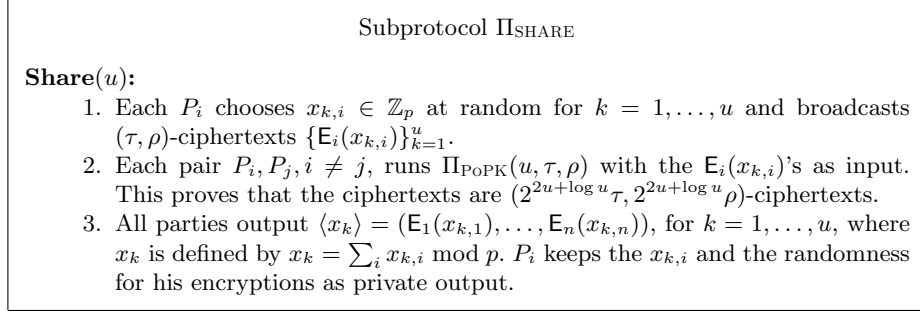 Subprotocol Π_SHARE
Share(u):
1. Each P_i chooses x_{k,i} ∈ ℤ_p at random for k = 1, . . . , u and broadcasts
(τ, ρ)-ciphertexts {E_i(x_{k,i})}_{k=1}^u.
2. Each pair P_i, P_j, i ≠ j, runs Π_PoPK(u, τ, ρ) with the E_i(x_{k,i})'s as input.
This proves that the ciphertexts are (2^{2u+log u}τ, 2^{2u+log u}ρ)-ciphertexts.
3. All parties output ⟨x_k⟩ = (E_1(x_{k,1}), . . . , E_n(x_{k,n})), for k = 1, . . . , u, where
x_k is defined by x_k = ∑_i x_{k,i} mod p. P_i keeps the x_{k,i} and the randomness
for his encryptions as private output.